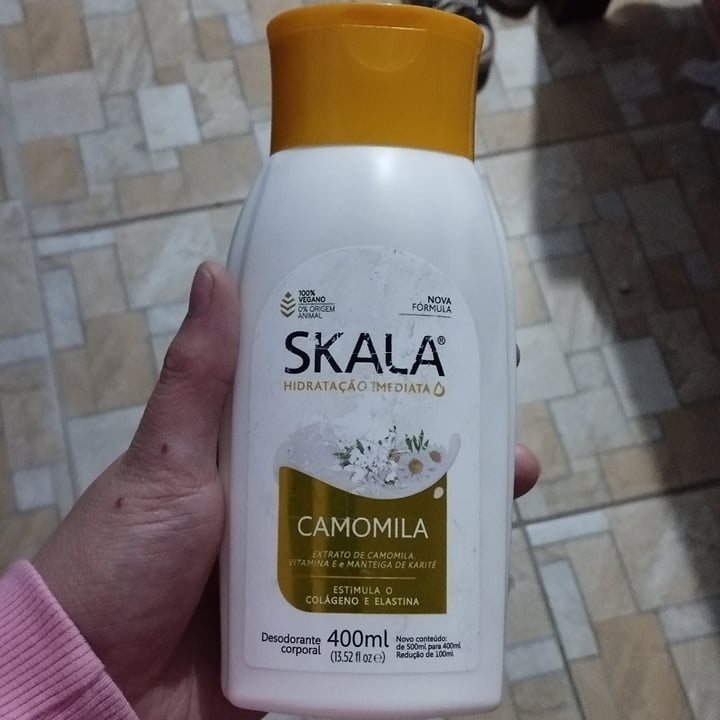 100%
VEGANO
0% ORIGEM
ANIMAL
NOVA
FÓRMULA
SKALA®
HIDRATAÇÃO IMEDIATA
CAMOMILA
EXTRATO DE CAMOMILA,
VITAMINA E e MANTEIGA DE KARITÉ
ESTIMULA O
COLÁGENO E ELASTINA
Desodorante
corporal
400ml
(13.52 fl oz e)
Novo conteúdo:
de 500ml para 400ml
Redução de 100ml.